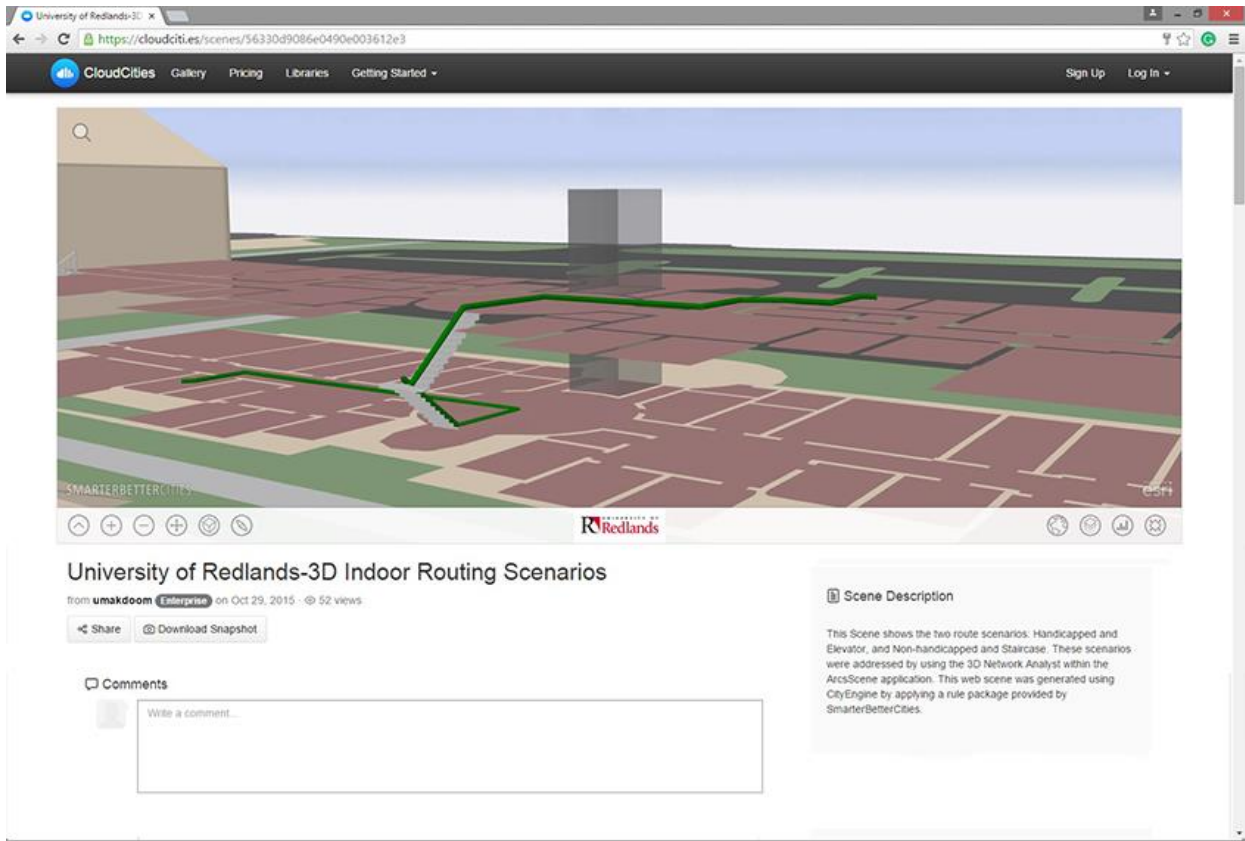 University of Redlands-3D
https://cloudciti.es/scenes/56330d9086e0490e003612e3
CloudCities Gallery Pricing Libraries Getting Started Sign Up Log In
SMARTERBETTERCITIES
esri
R UNIVERSITY OF
Redlands
University of Redlands-3D Indoor Routing Scenarios
from umakdoom Enterprise on Oct 29, 2015 · 52 views
Share Download Snapshot
Scene Description
This Scene shows the two route scenarios: Handicapped and
Elevator, and Non-handicapped and Staircase. These scenarios
were addressed by using the 3D Network Analyst within the
ArcsScene application. This web scene was generated using
CityEngine by applying a rule package provided by
SmarterBetterCities.
Comments
Write a comment...